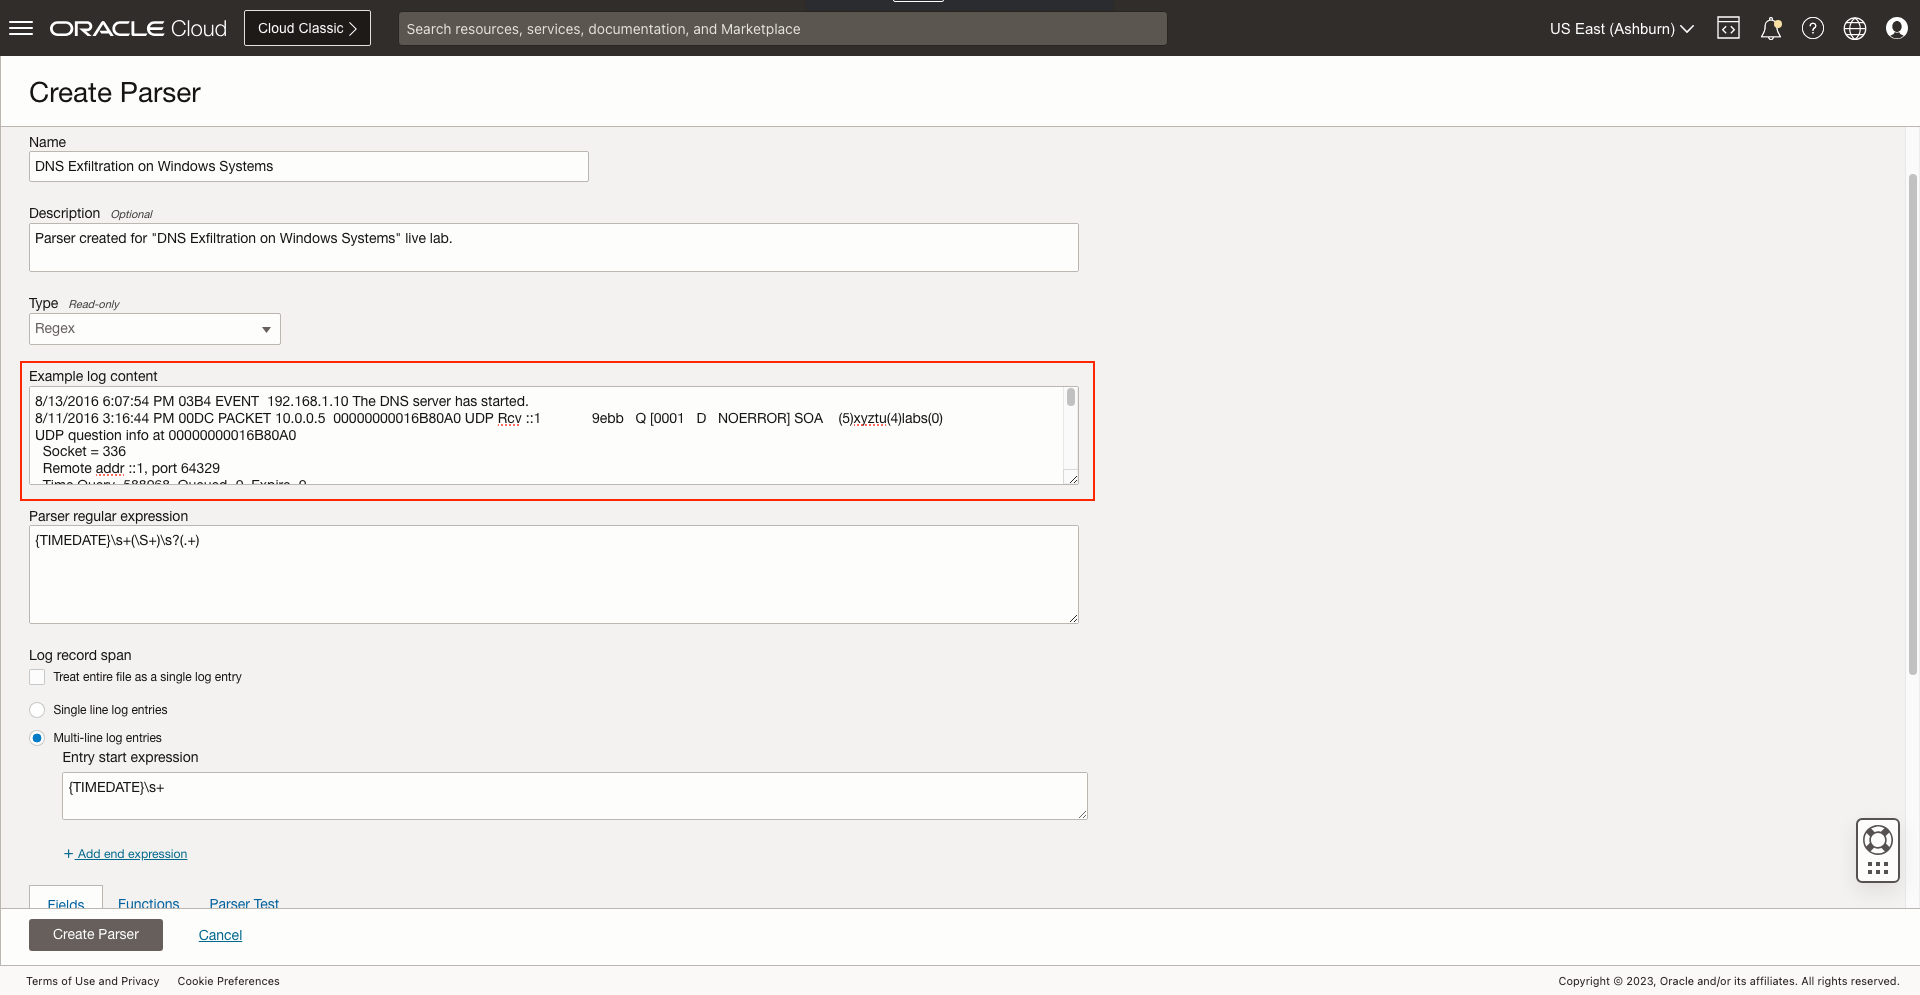 ORACLE Cloud
Cloud Classic
Search resources, services, documentation, and Marketplace
US East (Ashburn)
Create Parser
Name
DNS Exfiltration on Windows Systems
Description Optional
Parser created for "DNS Exfiltration on Windows Systems" live lab.
Type Read-only
Regex
Example log content
8/13/2016 6:07:54 PM 03B4 EVENT  192.168.1.10 The DNS server has started.
8/11/2016 3:16:44 PM 00DC PACKET 10.0.0.5  00000000016B80A0 UDP Rcv ::1             9ebb   Q [0001   D   NOERROR] SOA    (5)xyztu(4)labs(0)
UDP question info at 00000000016B80A0
Socket = 336
Remote addr ::1, port 64329
Time Query=588968, Queued=0, Expire=0
Parser regular expression
{TIMEDATE}\s+(\S+)\s?(.+)
Log record span
Treat entire file as a single log entry
Single line log entries
Multi-line log entries
Entry start expression
{TIMEDATE}\s+
+ Add end expression
Fields Functions Parser Test
Create Parser Cancel
Terms of Use and Privacy Cookie Preferences
Copyright © 2023, Oracle and/or its affiliates. All rights reserved.